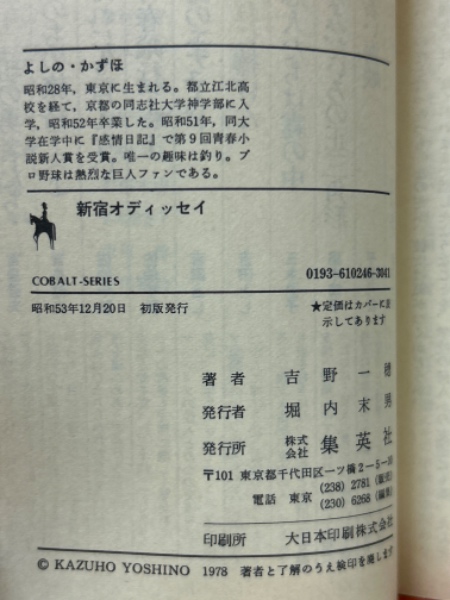 よしの・かずほ
昭和28年，東京に生まれる。都立江北高
校を経て，京都の同志社大学神学部に入
学，昭和52年卒業した。昭和51年，同大
学在学中に『感情日記』で第9回青春小
説新人賞を受賞。唯一の趣味は釣り。プ
ロ野球は熱烈な巨人ファンである。
新宿オディッセイ
COBALT-SERIES
0193-610246-3041
昭和53年12月20日 初版発行
★定価はカバーに表
示してあります
著者 吉野一穂
発行者 堀内末男
発行所 株式会社 集英社
〒101 東京都千代田区一ツ橋2-5-10
電話 東京 (238) 2781 (販売)
(230) 6268 (編集)
印刷所 大日本印刷株式会社
© KAZUHO YOSHINO 1978 著者と了解のうえ検印を廃します